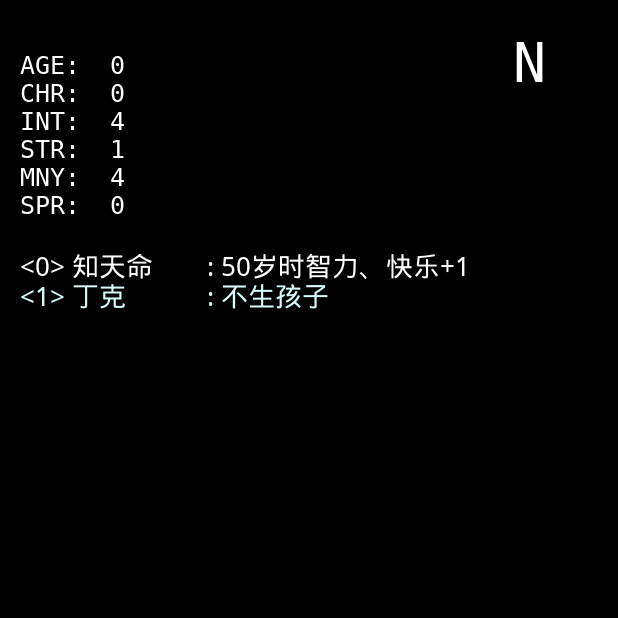 N
AGE: 0
CHR: 0
INT: 4
STR: 1
MNY: 4
SPR: 0
<0> 知天命 : 50岁时智力、快乐+1
<1> 丁克 : 不生孩子